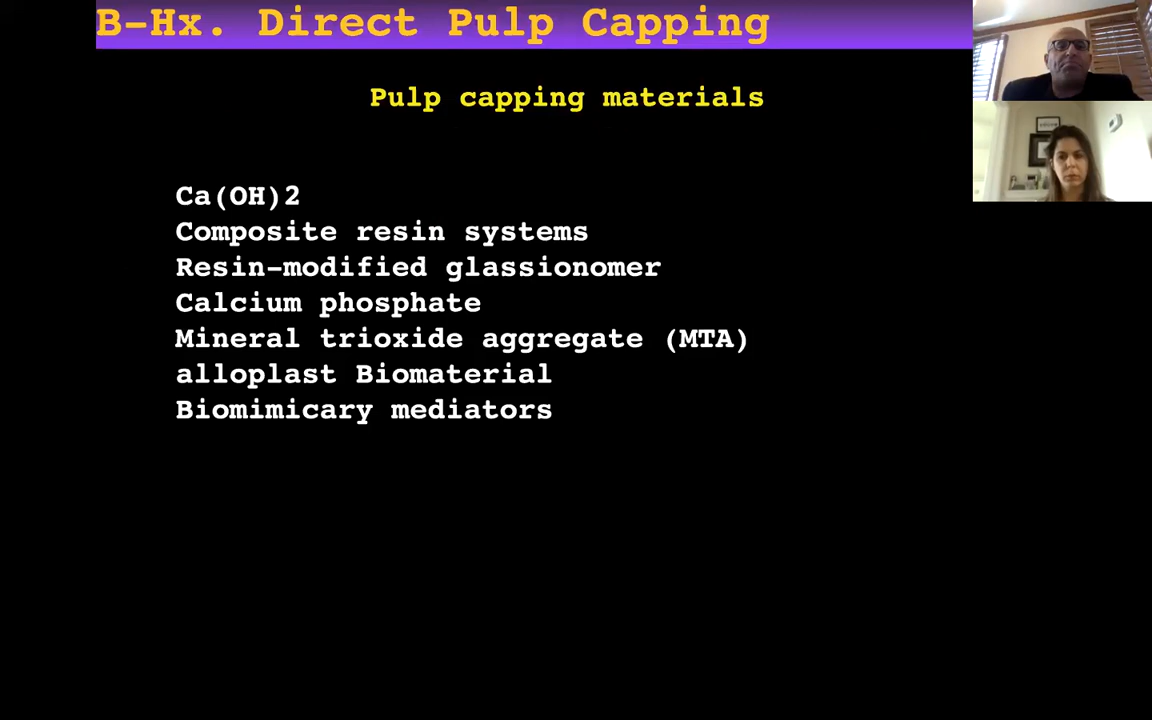 B-Hx. Direct Pulp Capping
Pulp capping materials
Ca(OH)2
Composite resin systems
Resin-modified glassionomer
Calcium phosphate
Mineral trioxide aggregate (MTA)
alloplast Biomaterial
Biomimicary mediators